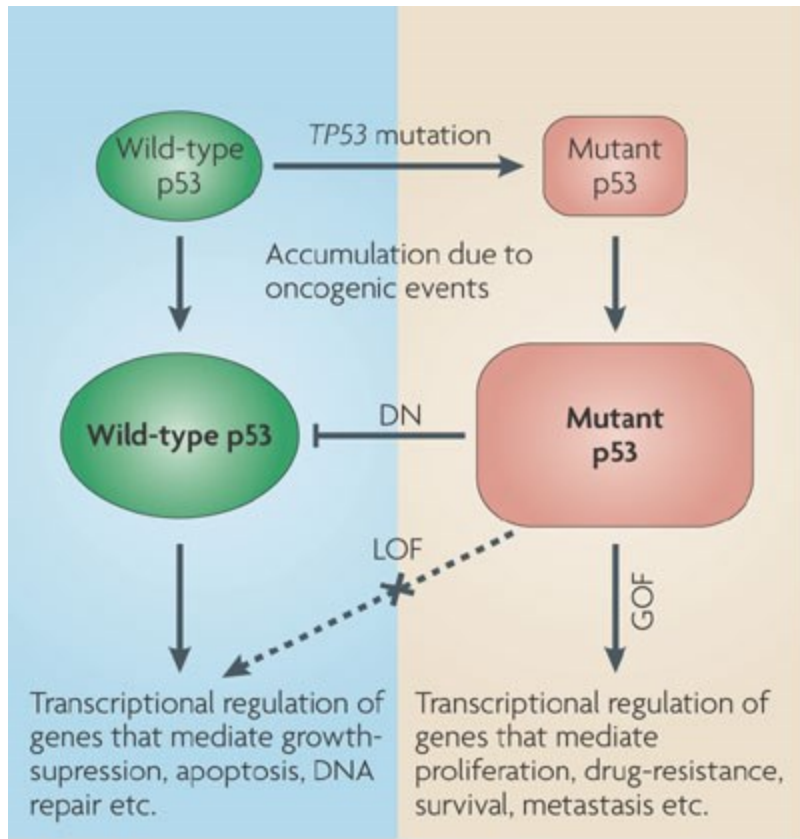 Wild-type
p53
TP53 mutation
Mutant
p53
Accumulation due to
oncogenic events
Wild-type p53
DN
Mutant
p53
LOF
GOF
Transcriptional regulation of
genes that mediate growth-
supression, apoptosis, DNA
repair etc.
Transcriptional regulation of
genes that mediate
proliferation, drug-resistance,
survival, metastasis etc.